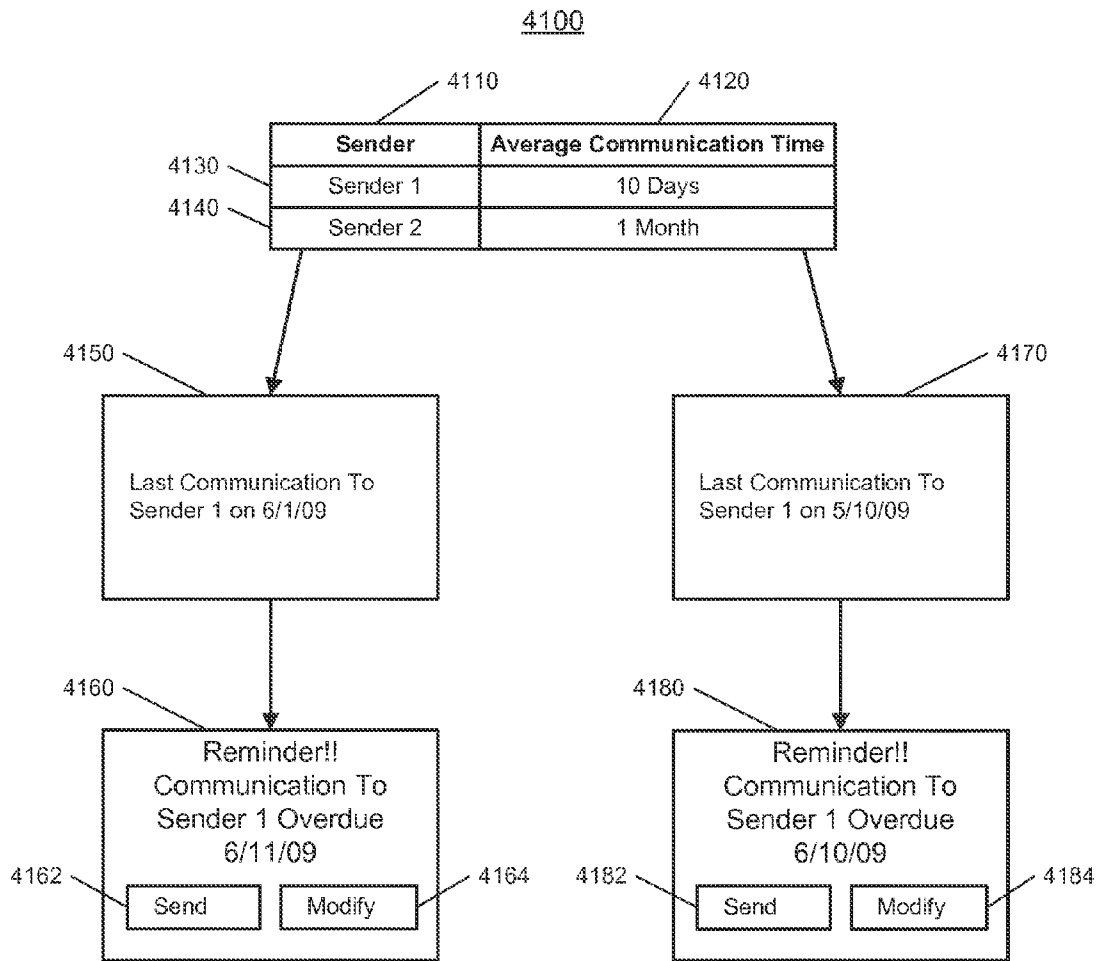 4100
4110
4120
Sender
Average Communication Time
4130
Sender 1
10 Days
4140
Sender 2
1 Month
4150
4170
Last Communication To
Sender 1 on 6/1/09
Last Communication To
Sender 1 on 5/10/09
4160
4180
Reminder!!
Communication To
Sender 1 Overdue
6/11/09
Reminder!!
Communication To
Sender 1 Overdue
6/10/09
4162
Send
Modify
4164
4182
Send
Modify
4184